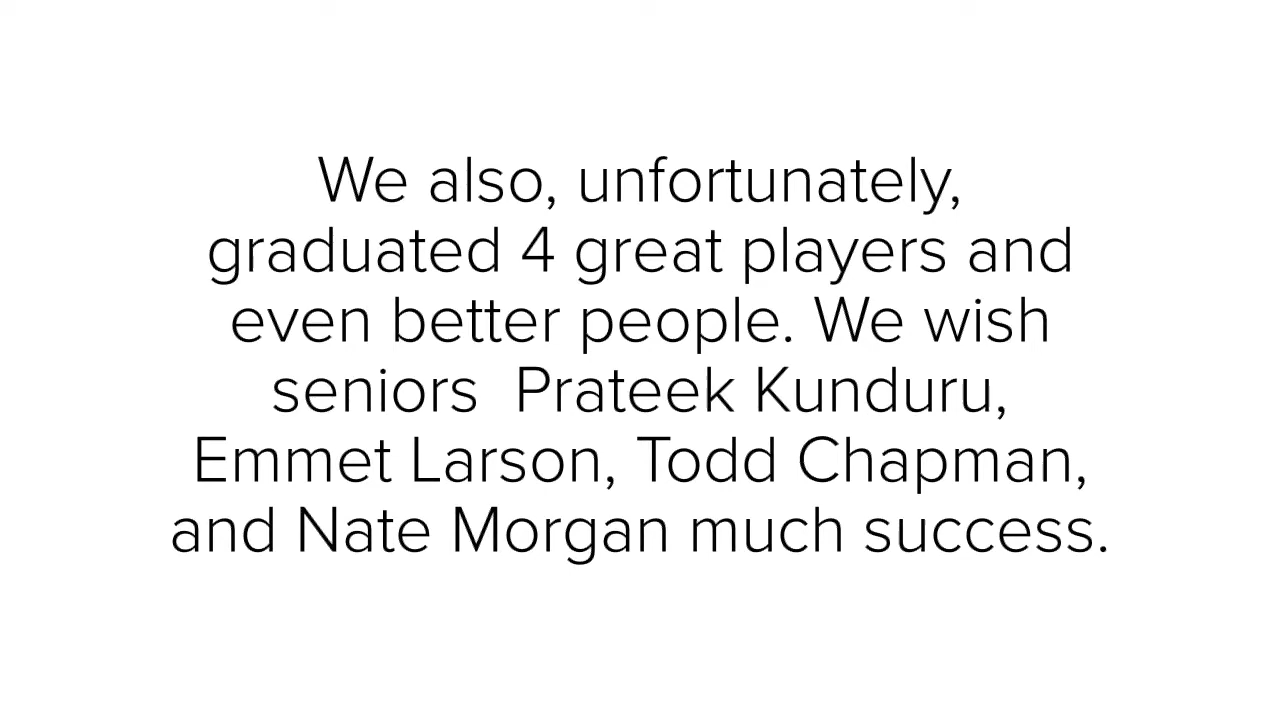 We also, unfortunately,
graduated 4 great players and
even better people. We wish
seniors  Prateek Kunduru,
Emmet Larson, Todd Chapman,
and Nate Morgan much success.